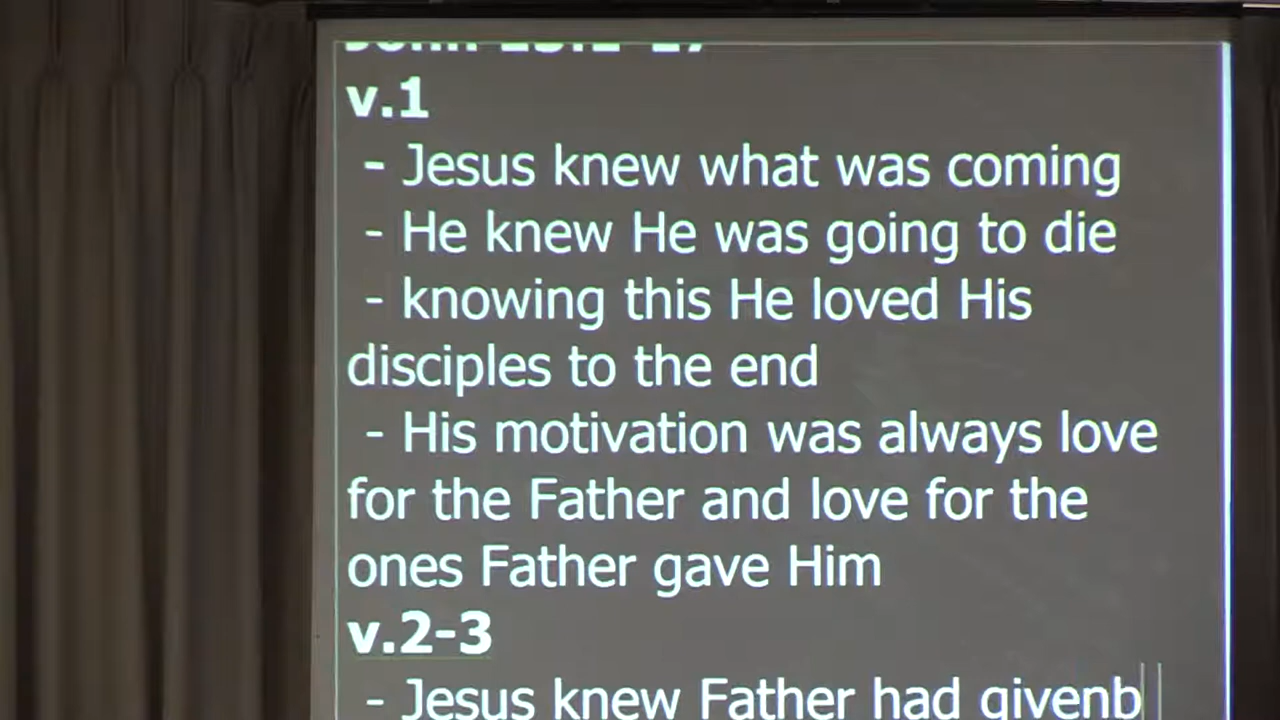 v.1
- Jesus knew what was coming
- He knew He was going to die
- knowing this He loved His
disciples to the end
- His motivation was always love
for the Father and love for the
ones Father gave Him
v.2-3
- Jesus knew Father had givenb